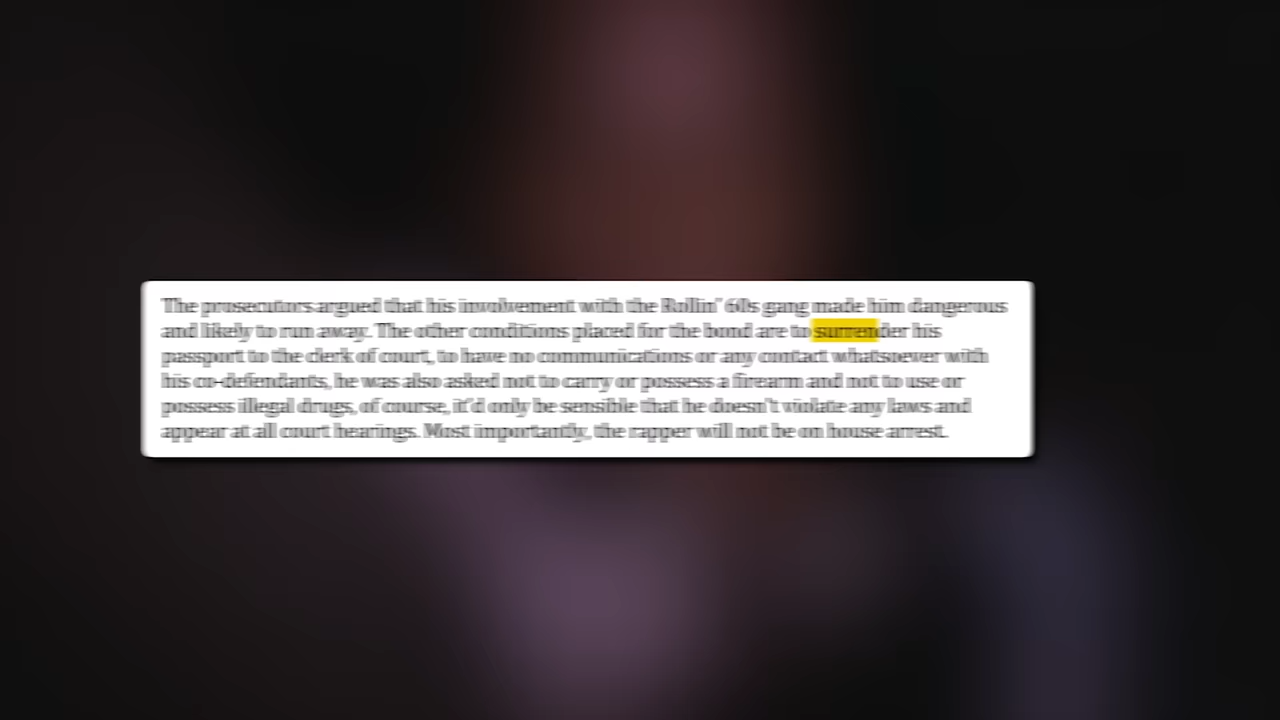 The prosecutors argued that his involvement with the Rollin' 60s gang made him dangerous
and likely to run away. The other conditions placed for the bond are to surrender his
passport to the clerk of court, to have no communications or any contact whatsoever with
his co-defendants, he was also asked not to carry or possess a firearm and not to use or
possess illegal drugs, of course, it'd only be sensible that he doesn't violate any laws and
appear at all court hearings. Most importantly, the rapper will not be on house arrest.